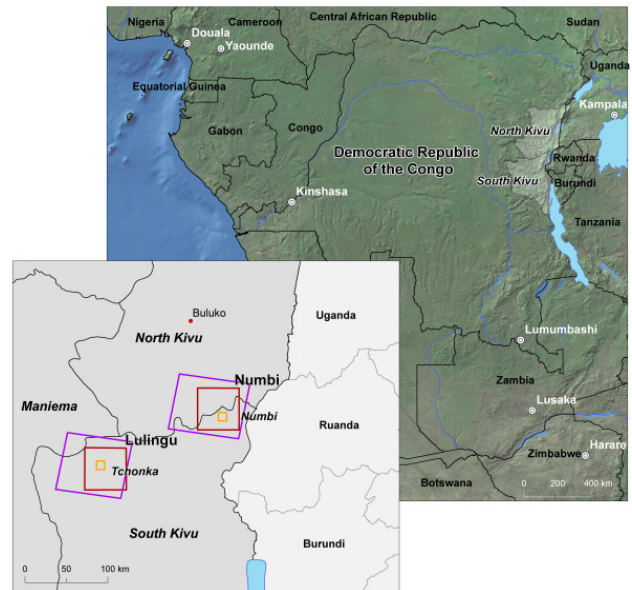 Nigeria
Cameroon
Central African Republic
Sudan
Douala
Yaounde
Uganda
Equatorial Guinea
Kampala
North Kivu
Gabon
Congo
Democratic Republic
of the Congo
Rwanda
South Kivu
Burundi
Kinshasa
Tanzania
Lumumbashi
Zambia
Lusaka
Harare
Zimbabwe
Botswana
0 200 400 km
Buluko
Uganda
North Kivu
Numbi
Maniema
Numbi
Ruanda
Lulingu
Tchonka
South Kivu
Burundi
0 50 100 km